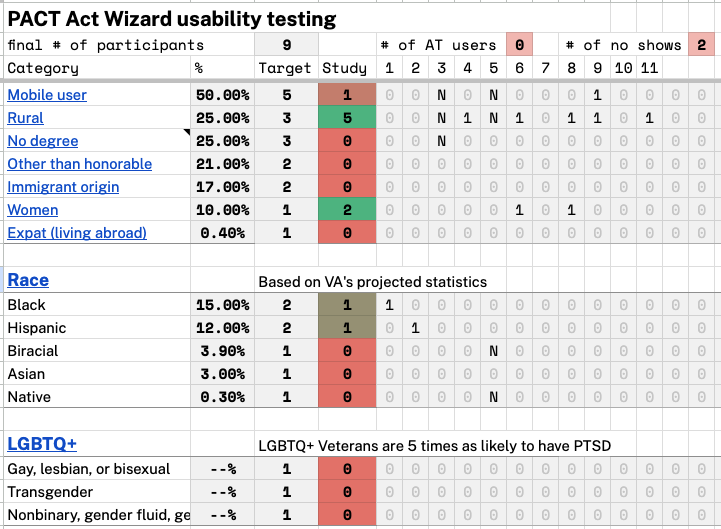 PACT Act Wizard usability testing
final # of participants 9 # of AT users 0 # of no shows 2
Category % Target Study 1 2 3 4 5 6 7 8 9 10 11
Mobile user 50.00% 5 1 0 0 N 0 N 0 0 0 1 0 0 0 0
Rural 25.00% 3 5 0 0 N 1 N 1 0 1 1 0 1 0 0
No degree 25.00% 3 0 0 0 N 0 0 0 0 0 0 0 0 0 0
Other than honorable 21.00% 2 0 0 0 0 0 0 0 0 0 0 0 0 0 0
Immigrant origin 17.00% 2 0 0 0 0 0 0 0 0 0 0 0 0 0 0
Women 10.00% 1 2 0 0 0 0 0 1 0 1 0 0 0 0 0
Expat (living abroad) 0.40% 1 0 0 0 0 0 0 0 0 0 0 0 0 0 0
Race Based on VA's projected statistics
Black 15.00% 2 1 1 0 0 0 0 0 0 0 0 0 0 0 0
Hispanic 12.00% 2 1 0 1 0 0 0 0 0 0 0 0 0 0 0
Biracial 3.90% 1 0 0 0 0 0 N 0 0 0 0 0 0 0 0
Asian 3.00% 1 0 0 0 0 0 0 0 0 0 0 0 0 0 0
Native 0.30% 1 0 0 0 0 0 N 0 0 0 0 0 0 0 0
LGBTQ+ LGBTQ+ Veterans are 5 times as likely to have PTSD
Gay, lesbian, or bisexual --% 1 0 0 0 0 0 0 0 0 0 0 0 0 0 0
Transgender --% 1 0 0 0 0 0 0 0 0 0 0 0 0 0 0
Nonbinary, gender fluid, ge --% 1 0 0 0 0 0 0 0 0 0 0 0 0 0 0